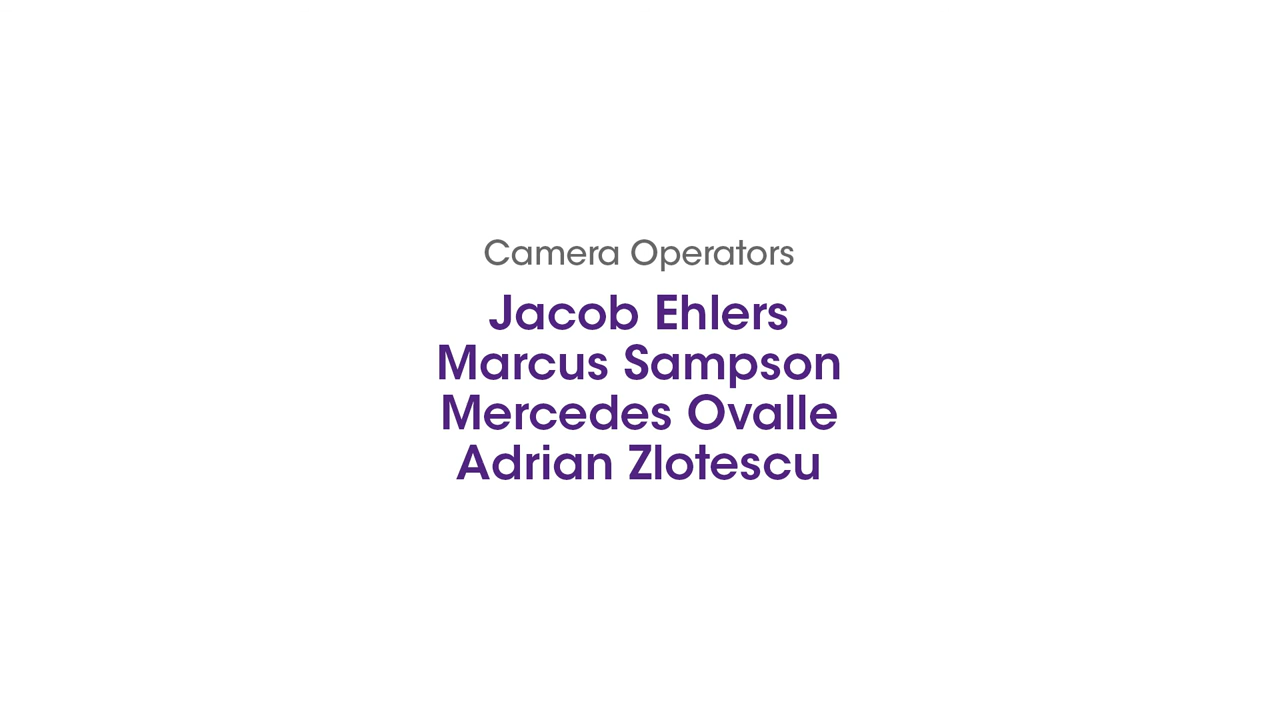 Camera Operators
Jacob Ehlers
Marcus Sampson
Mercedes Ovalle
Adrian Zlotescu